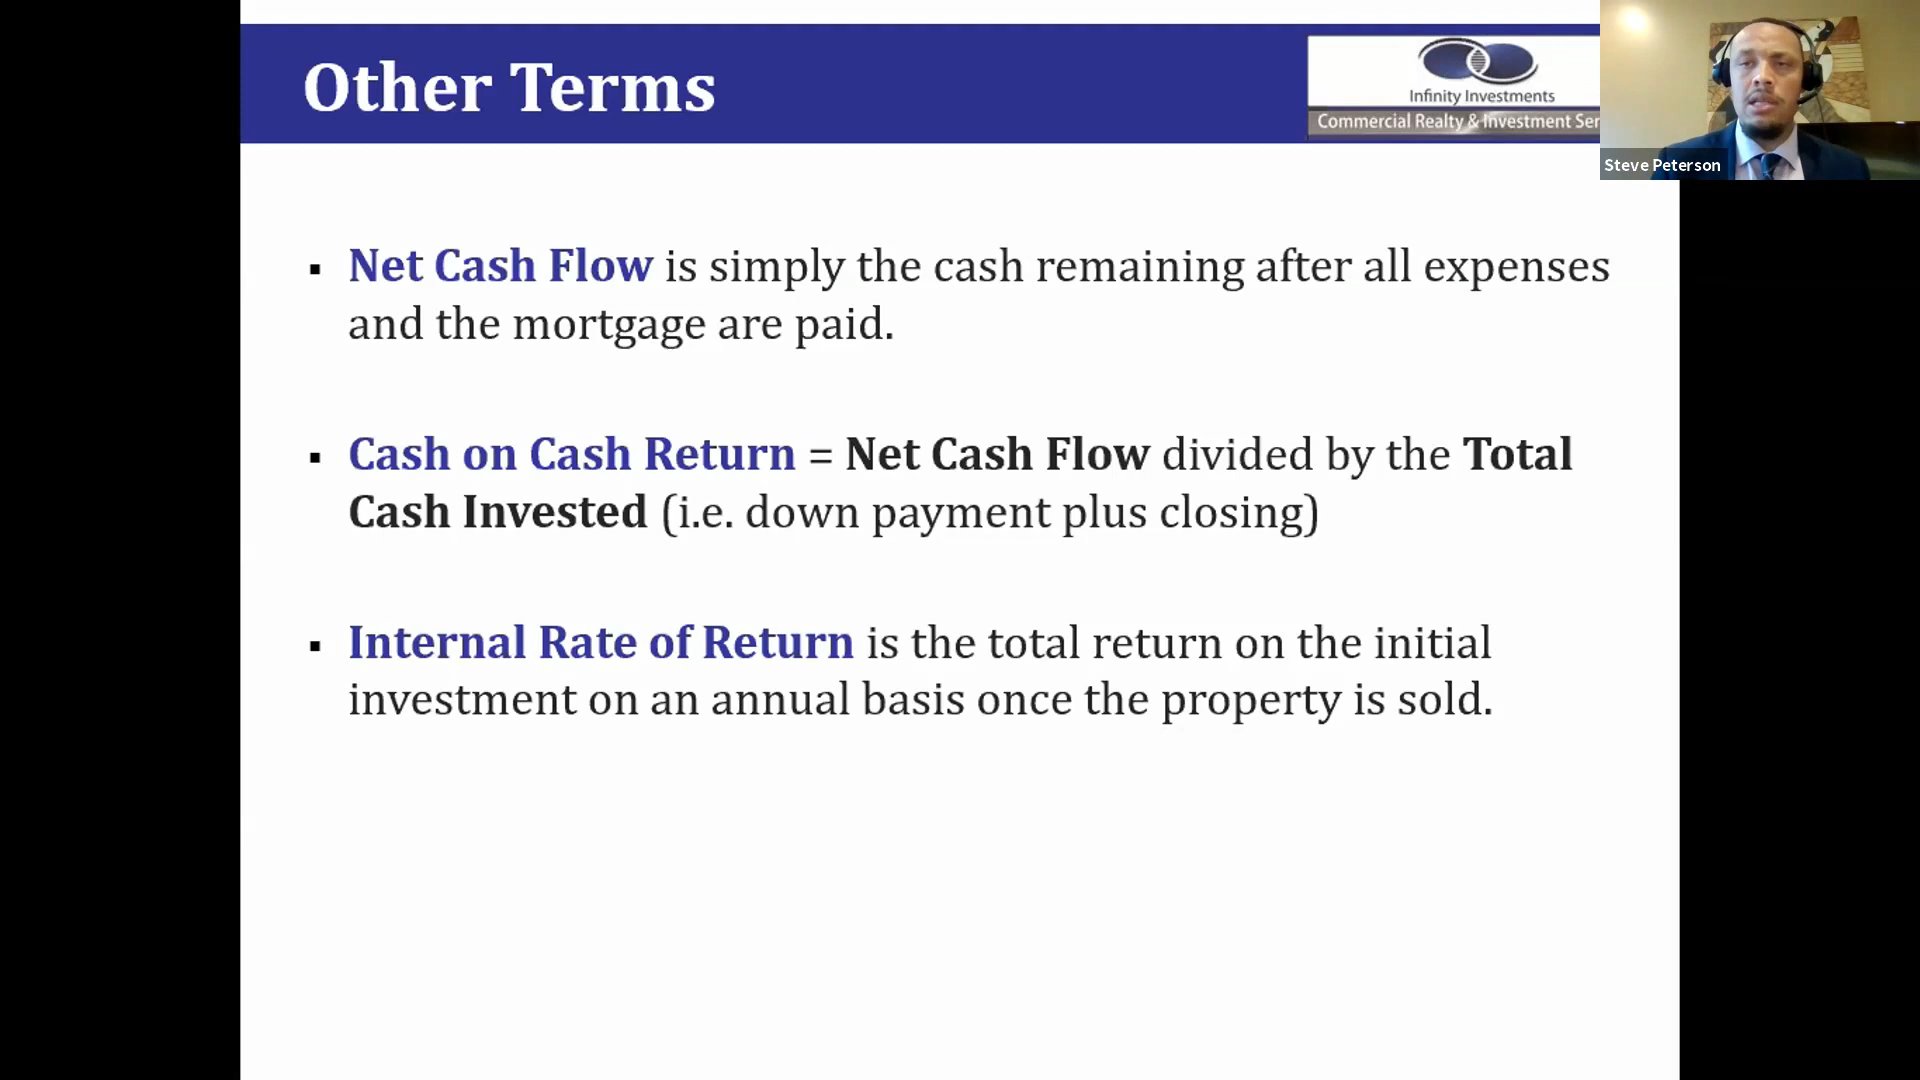 Other Terms
Infinity Investments
Commercial Realty & Investment Ser
Steve Peterson
▪ Net Cash Flow is simply the cash remaining after all expenses
and the mortgage are paid.
▪ Cash on Cash Return = Net Cash Flow divided by the Total
Cash Invested (i.e. down payment plus closing)
▪ Internal Rate of Return is the total return on the initial
investment on an annual basis once the property is sold.